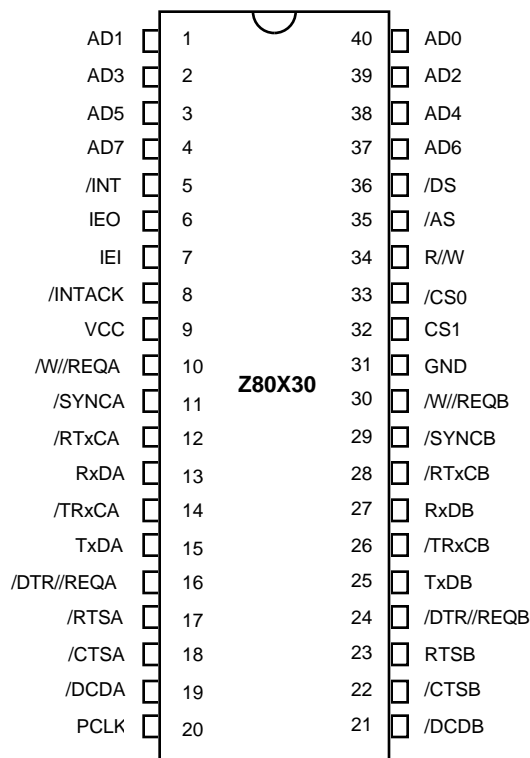 AD1 1 40 AD0
AD3 2 39 AD2
AD5 3 38 AD4
AD7 4 37 AD6
/INT 5 36 /DS
IEO 6 35 /AS
IEI 7 34 R//W
/INTACK 8 33 /CS0
VCC 9 32 CS1
/W//REQA 10 31 GND
Z80X30
/SYNCA 11 30 /W//REQB
/RTxCA 12 29 /SYNCB
RxDA 13 28 /RTxCB
/TRxCA 14 27 RxDB
TxDA 15 26 /TRxCB
/DTR//REQA 16 25 TxDB
/RTSA 17 24 /DTR//REQB
/CTSA 18 23 RTSB
/DCDA 19 22 /CTSB
PCLK 20 21 /DCDB